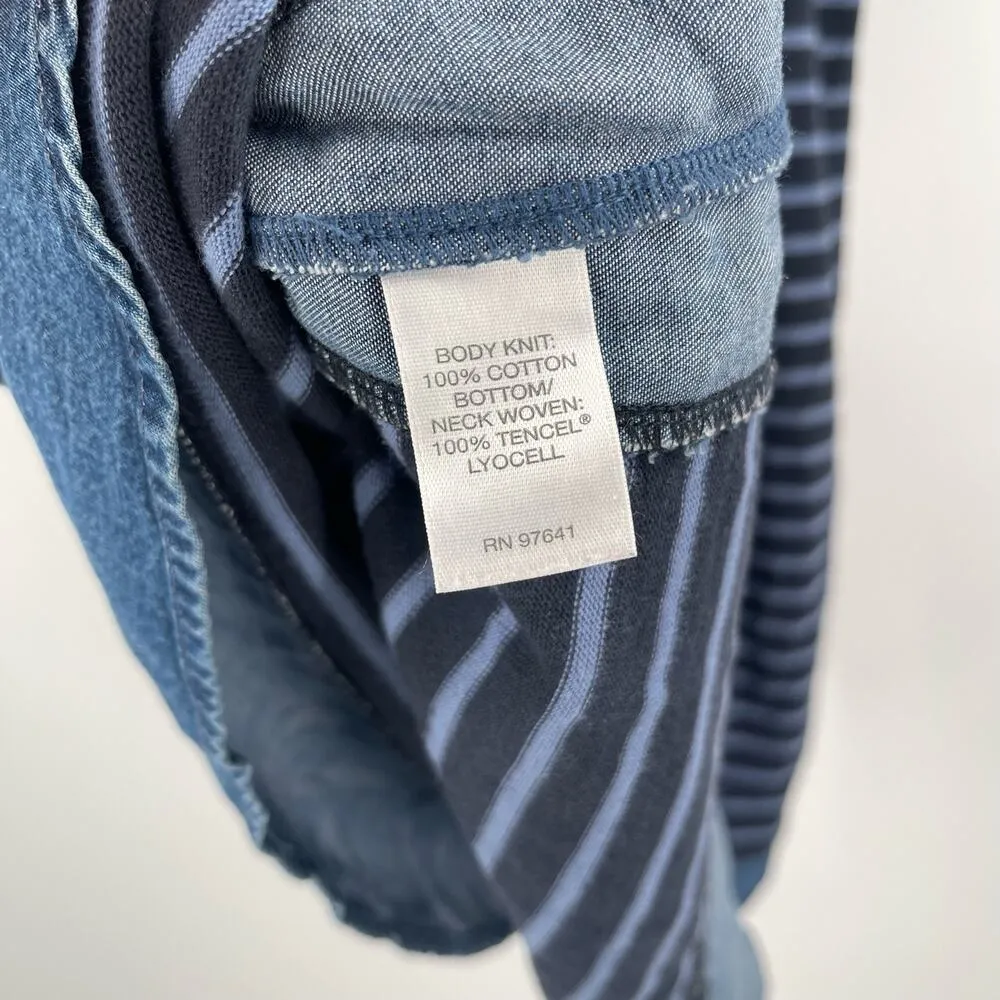 BODY KNIT:
100% COTTON
BOTTOM/
NECK WOVEN:
100% TENCEL®
LYOCELL
RN 97641